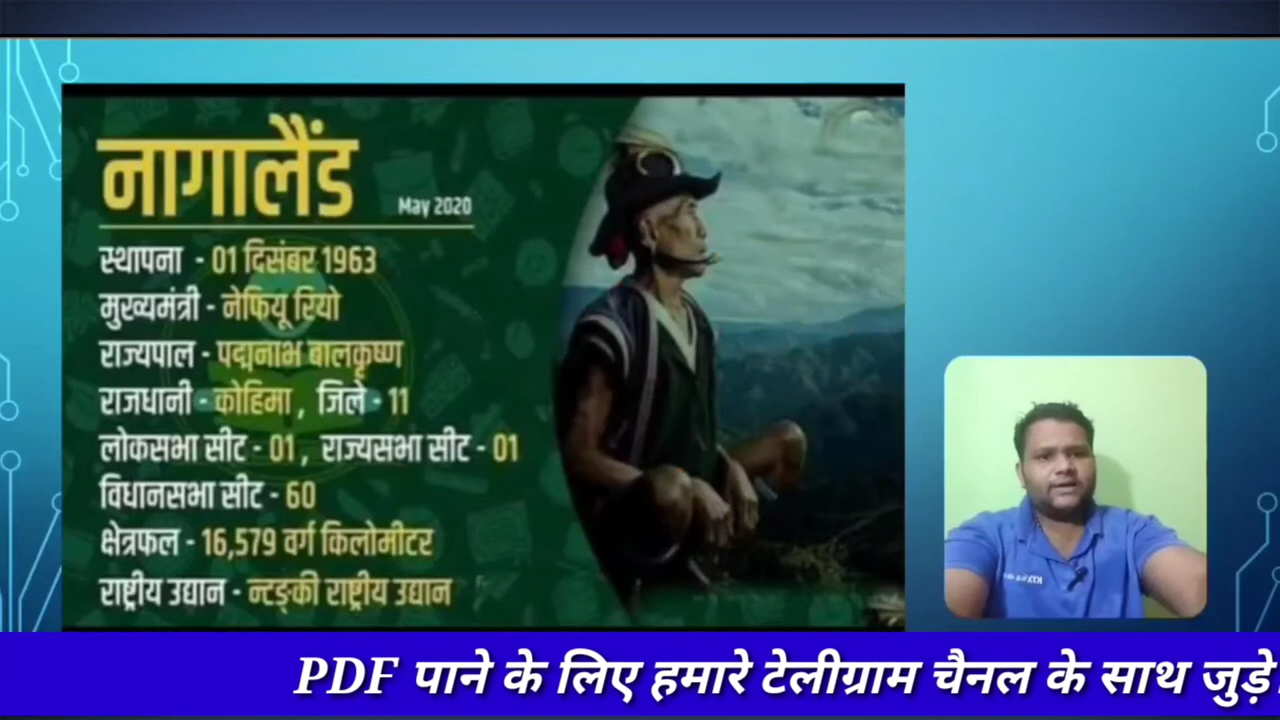 नागालैंड
May 2020
स्थापना - 01 दिसंबर 1963
मुख्यमंत्री - नेफियू रियो
राज्यपाल - पद्मनाभ बालकृष्ण
राजधानी - कोहिमा , जिले - 11
लोकसभा सीट - 01 , राज्यसभा सीट - 01
विधानसभा सीट - 60
क्षेत्रफल - 16,579 वर्ग किलोमीटर
राष्ट्रीय उद्यान - न्टङ्की राष्ट्रीय उद्यान
PDF पाने के लिए हमारे टेलीग्राम चैनल के साथ जुड़े